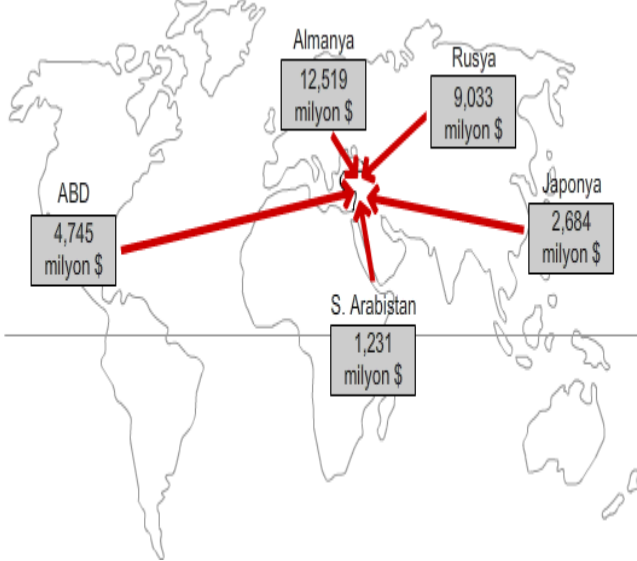 Almanya
12,519
milyon $
Rusya
9,033
milyon $
ABD
4,745
milyon $
Japonya
2,684
milyon $
S. Arabistan
1,231
milyon $